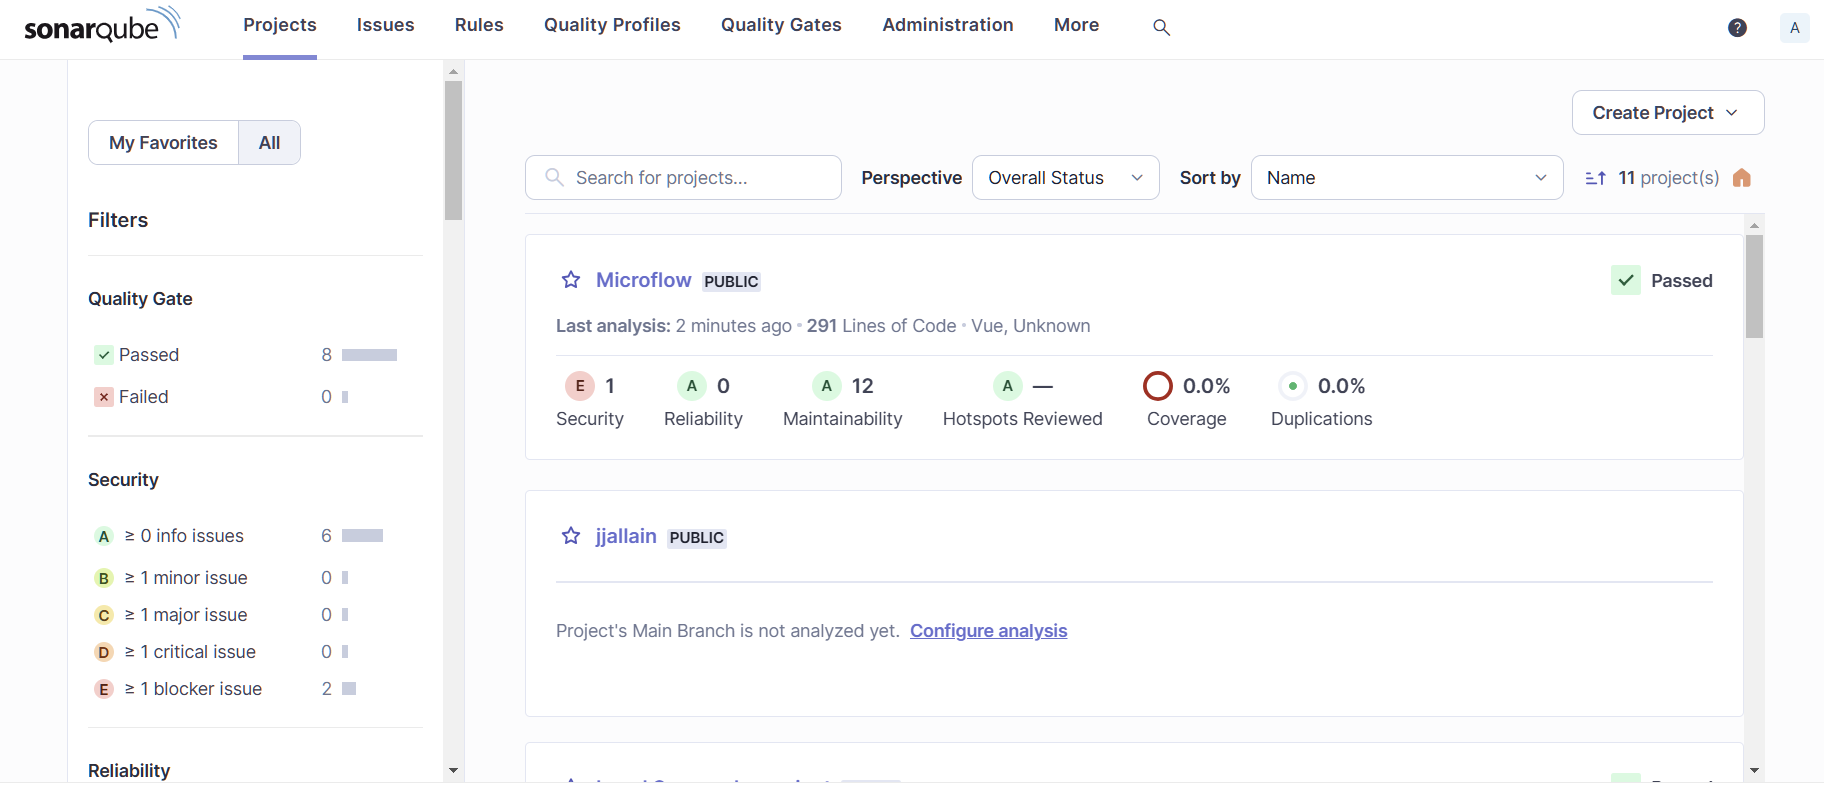 sonarqube Projects Issues Rules Quality Profiles Quality Gates Administration More ? A
Create Project
My Favorites All
Search for projects... Perspective Overall Status Sort by Name 11 project(s)
Filters
Quality Gate
Passed 8
Failed 0
Security
A ≥ 0 info issues 6
B ≥ 1 minor issue 0
C ≥ 1 major issue 0
D ≥ 1 critical issue 0
E ≥ 1 blocker issue 2
Reliability
Microflow PUBLIC Passed
Last analysis: 2 minutes ago • 291 Lines of Code • Vue, Unknown
E 1 A 0 A 12 A — 0.0% 0.0%
Security Reliability Maintainability Hotspots Reviewed Coverage Duplications
jjallain PUBLIC
Project's Main Branch is not analyzed yet. Configure analysis